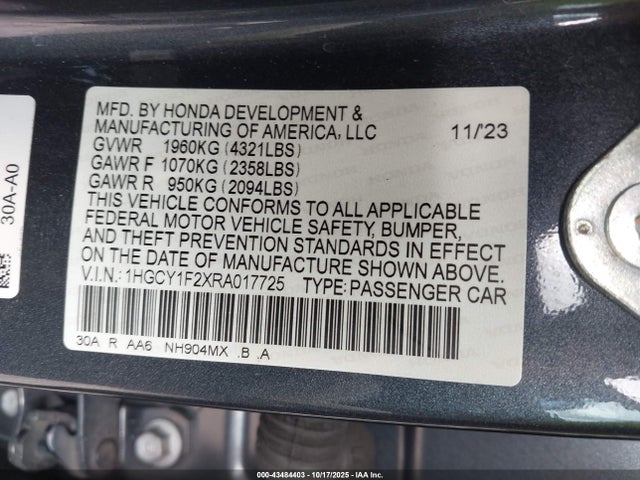 30A-A0
MFD. BY HONDA DEVELOPMENT &
MANUFACTURING OF AMERICA, LLC 11/'23
GVWR 1960KG (4321LBS)
GAWR F 1070KG (2358LBS)
GAWR R 950KG (2094LBS)
THIS VEHICLE CONFORMS TO ALL APPLICABLE
FEDERAL MOTOR VEHICLE SAFETY, BUMPER,
AND THEFT PREVENTION STANDARDS IN EFFECT
ON THE DATE OF MANUFACTURE SHOWN ABOVE.
V.I.N.: 1HGCY1F2XRA017725 TYPE: PASSENGER CAR
30A R AA6 NH904MX .B .A
000-43484403 | 10/17/2025 | IAA Inc.